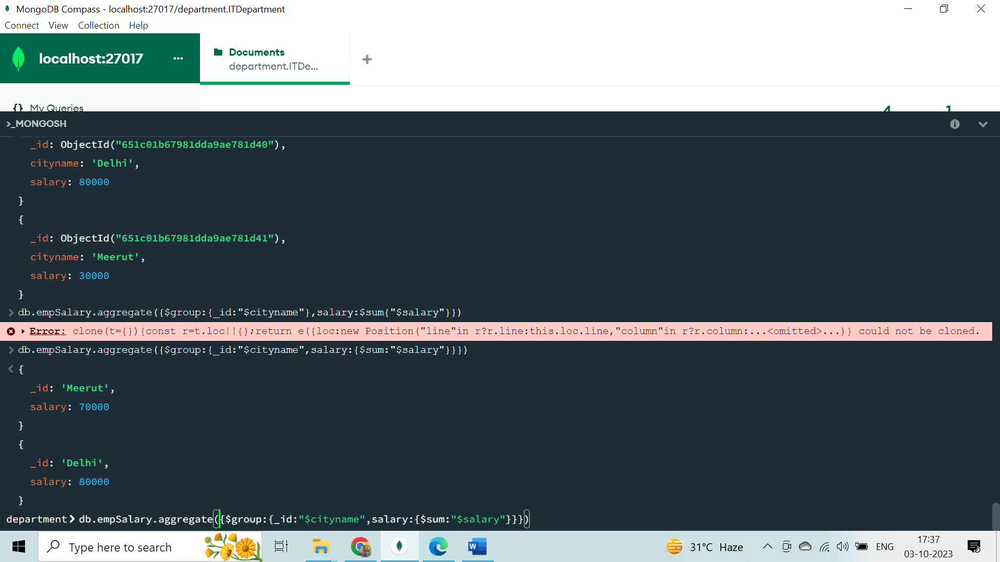 MongoDB Compass - localhost:27017/department.ITDepartment
Connect View Collection Help
localhost:27017 ...
Documents
department.ITDe...
+
{} My Queries
4 1
>_MONGOSH
_id: ObjectId("651c01b67981dda9ae781d40"),
cityname: 'Delhi',
salary: 80000
}
{
_id: ObjectId("651c01b67981dda9ae781d41"),
cityname: 'Meerut',
salary: 30000
}
> db.empSalary.aggregate({$group:{_id:"$cityname"},salary:$sum{"$salary"}})
Error: clone(t={}){const r=t.loc||{};return e({loc:new Position("line"in r?r.line:this.loc.line,"column"in r?r.column:...<omitted>...)} could not be cloned.
> db.empSalary.aggregate({$group:{_id:"$cityname",salary:{$sum:"$salary"}}})
< {
_id: 'Meerut',
salary: 70000
}
{
_id: 'Delhi',
salary: 80000
}
department> db.empSalary.aggregate({$group:{_id:"$cityname",salary:{$sum:"$salary"}}})
Type here to search
W
31°C Haze
ENG
17:37
03-10-2023